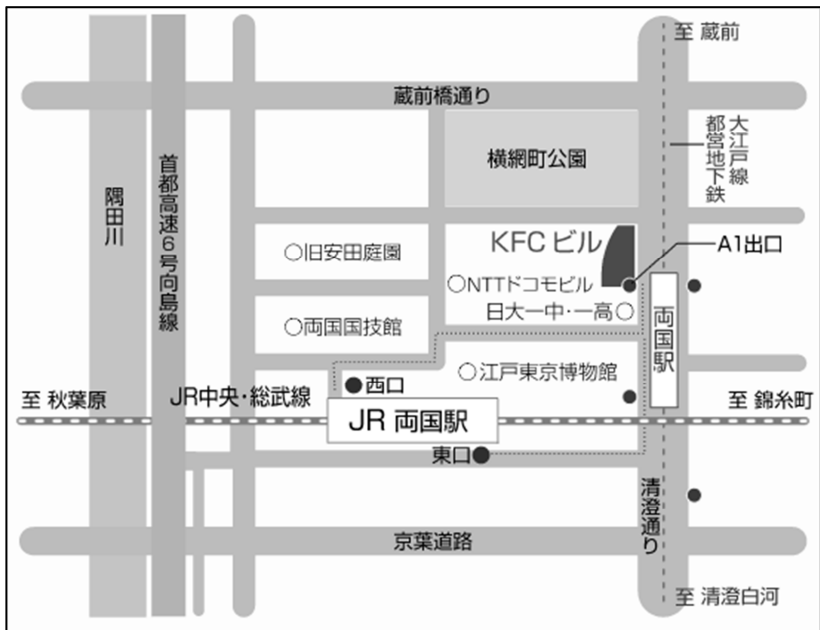 至 蔵前
蔵前橋通り
大江戸線
都営地下鉄
横網町公園
首都高速6号向島線
隅田川
KFC ビル
A1出口
○旧安田庭園
○NTTドコモビル
日大一中・一高○
両国駅
○両国国技館
○江戸東京博物館
●西口
至 秋葉原
JR中央・総武線
至 錦糸町
JR 両国駅
東口●
清澄通り
京葉道路
至 清澄白河